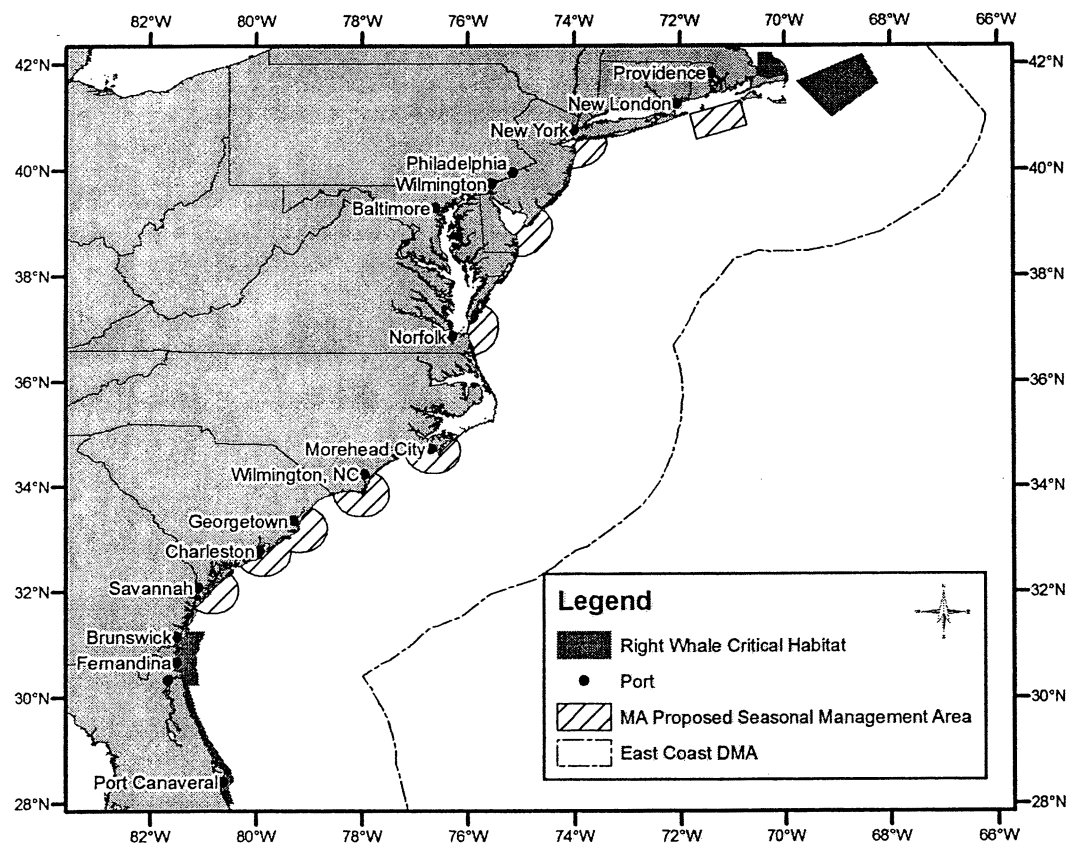 82°W 80°W 78°W 76°W 74°W 72°W 70°W 68°W 66°W
42°N 42°N
Providence
New London
New York
40°N 40°N
Philadelphia
Wilmington
Baltimore
38°N 38°N
Norfolk
36°N 36°N
Morehead City
Wilmington, NC
34°N 34°N
Georgetown
Charleston
Savannah
32°N 32°N
Legend
Brunswick
Right Whale Critical Habitat
Fernandina
Port
30°N 30°N
MA Proposed Seasonal Management Area
East Coast DMA
Port Canaveral
28°N 28°N
82°W 80°W 78°W 76°W 74°W 72°W 70°W 68°W 66°W